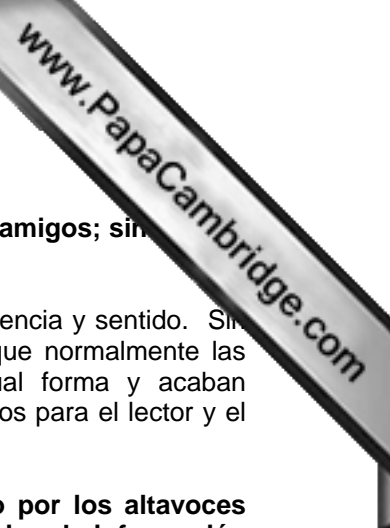 www.PapaCambridge.com
amigos; sin
encia y sentido. Sin
que normalmente las
ual forma y acaban
os para el lector y el
o por los altavoces